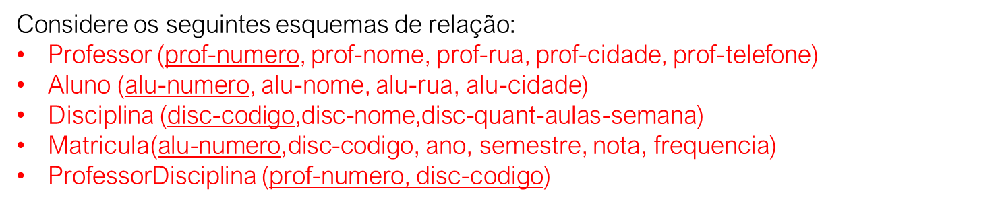 Considere os seguintes esquemas de relação:
• Professor (prof-numero, prof-nome, prof-rua, prof-cidade, prof-telefone)
• Aluno (alu-numero, alu-nome, alu-rua, alu-cidade)
• Disciplina (disc-codigo,disc-nome,disc-quant-aulas-semana)
• Matricula(alu-numero,disc-codigo, ano, semestre, nota, frequencia)
• ProfessorDisciplina (prof-numero, disc-codigo)